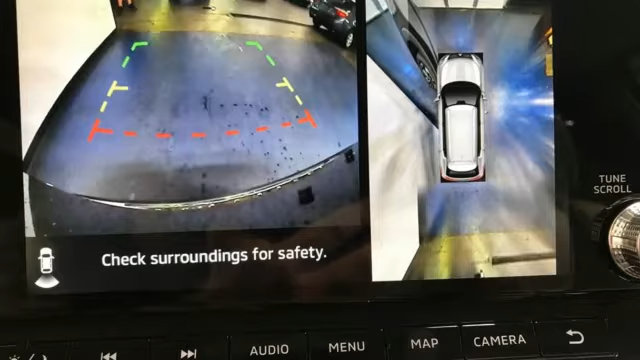 TUNE
SCROLL
Check surroundings for safety.
AUDIO
MENU
MAP
CAMERA